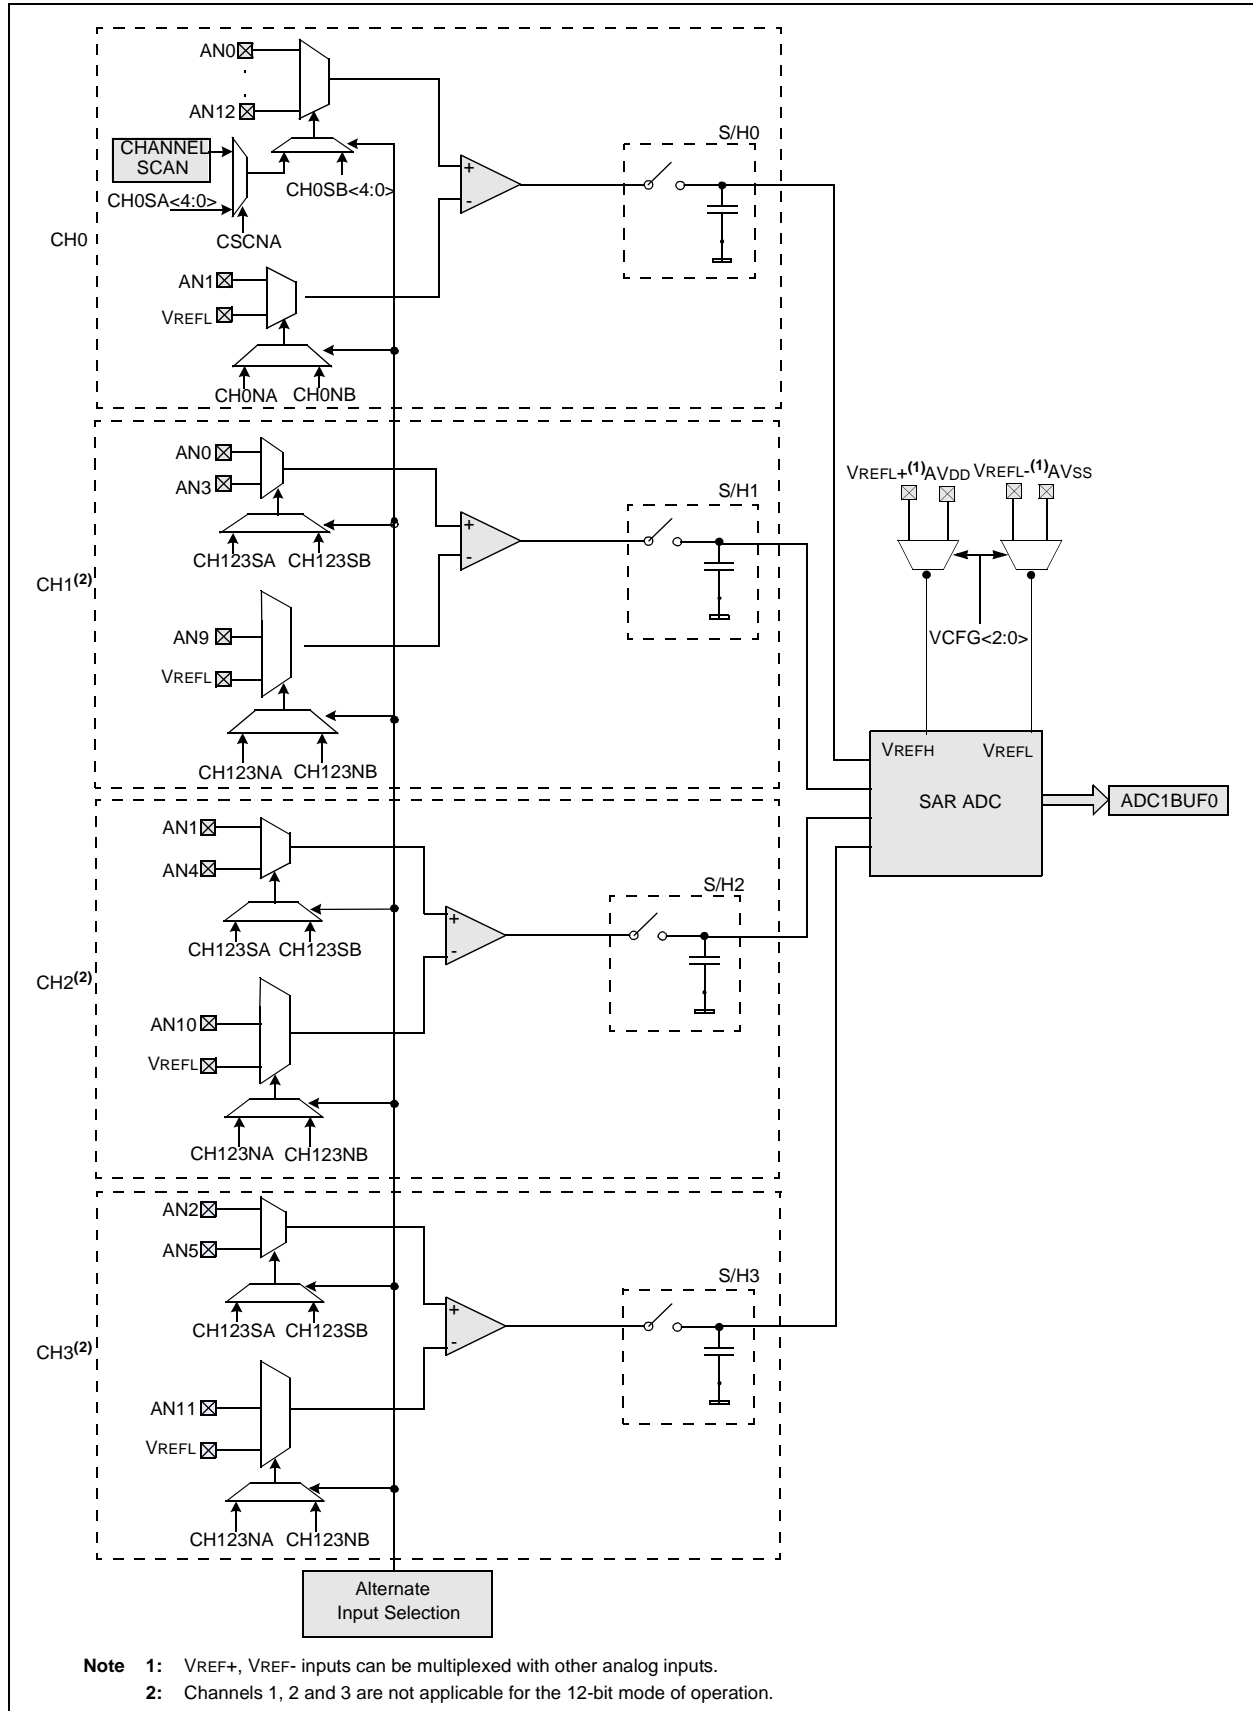 AN0
AN12
CHANNEL
SCAN
CH0SA<4:0>
CH0SB<4:0>
CSCNA
CH0
+
-
S/H0
AN1
VREFL
CH0NA
CH0NB
AN0
AN3
CH123SA
CH123SB
CH1(2)
+
-
S/H1
AN9
VREFL
CH123NA
CH123NB
VREFL+(1)
AVDD
VREFL-(1)
AVSS
VCFG<2:0>
VREFH
VREFL
SAR ADC
ADC1BUF0
AN1
AN4
CH123SA
CH123SB
CH2(2)
+
-
S/H2
AN10
VREFL
CH123NA
CH123NB
AN2
AN5
CH123SA
CH123SB
CH3(2)
+
-
S/H3
AN11
VREFL
CH123NA
CH123NB
Alternate
Input Selection
Note 1: VREF+, VREF- inputs can be multiplexed with other analog inputs.
2: Channels 1, 2 and 3 are not applicable for the 12-bit mode of operation.